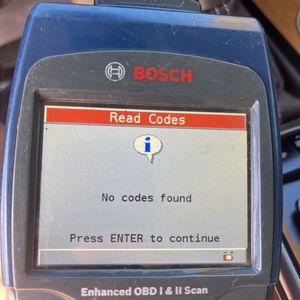 BOSCH
Read Codes
i
No codes found
Press ENTER to continue
Enhanced OBD I & II Scan